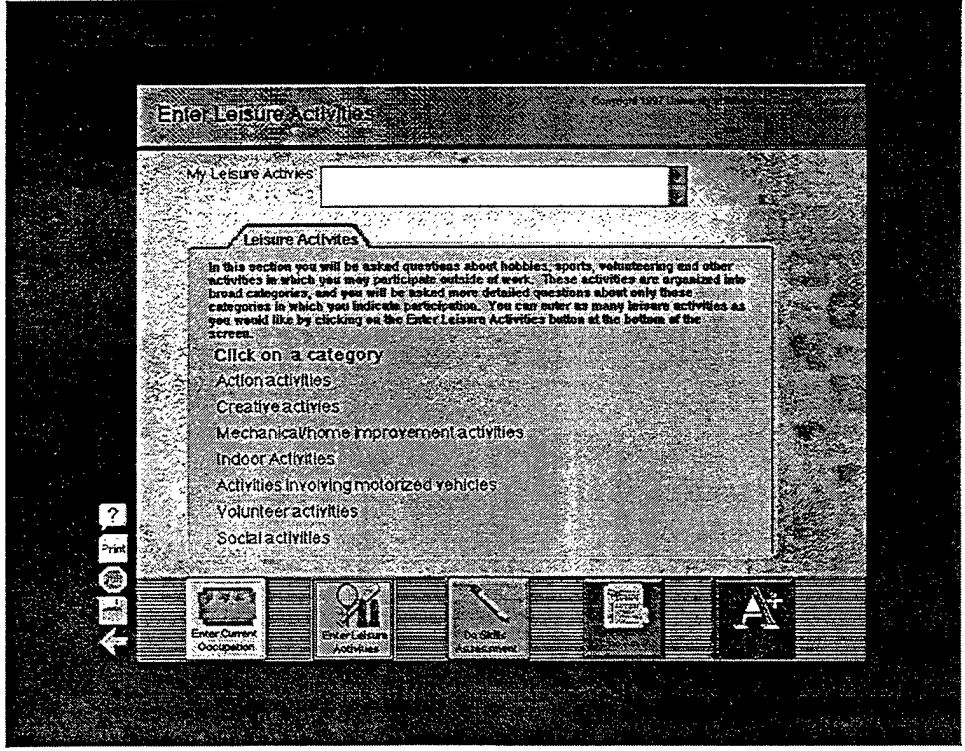 Enter Leisure Activities
Copyright 1997
My Leisure Activies
Leisure Activites
In this section you will be asked questions about hobbies, sports, volunteering and other
activities in which you may participate outside of work. These activities are organized into
broad categories, and you will be asked more detailed questions about only those
categories in which you indicate participation. You can enter as many leisure activities as
you would like by clicking on the Enter Leisure Activities button at the bottom of the
screen.
Click on a category
Action activities
Creative activies
Mechanical/home improvement activities
Indoor Activities
Activities involving motorized vehicles
Volunteer activities
Social activities
?
Print
Enter Current
Occupation
Enter Leisure
Activities
Do Skills
Assessment
A+